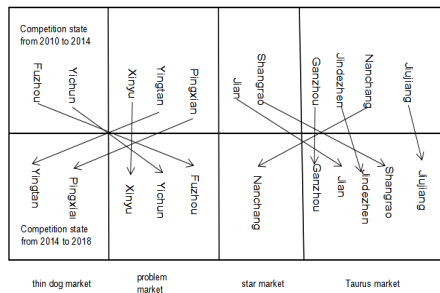 Competition state
from 2010 to 2014
Fuzhou
Yichun
Xinyu
Yingtan
Pingxian
Jian
Shangrao
Ganzhou
Jindezhen
Nanchang
Jiujiang
Yingtan
Pingxiai
Xinyu
Yichun
Fuzhou
Nanchang
Ganzhou
Jian
Jindezhen
Shangrao
Jiujiang
Competition state
from 2014 to 2018
thin dog market
problem
market
star market
Taurus market